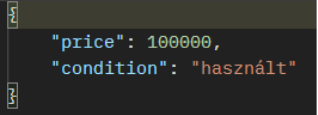 {
    "price": 100000,
    "condition": "használt"
}